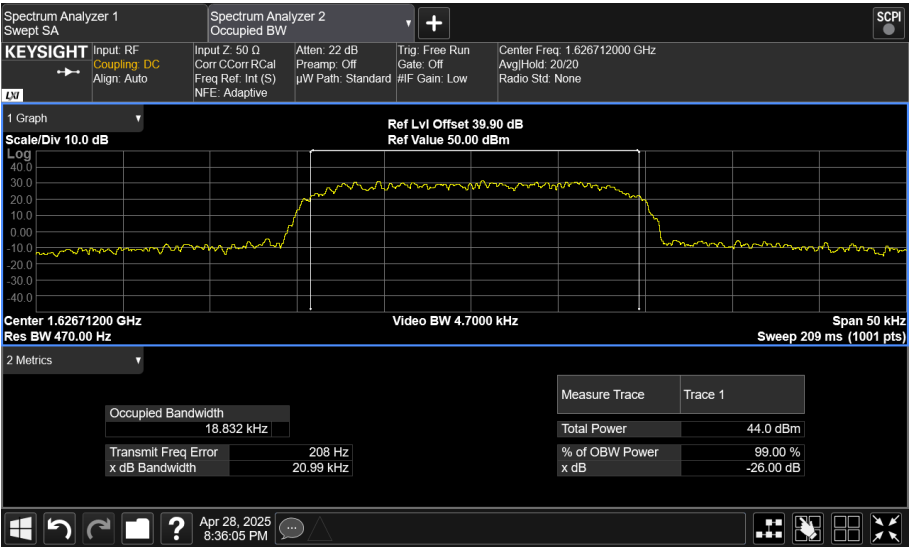 Spectrum Analyzer 1
Swept SA
Spectrum Analyzer 2
Occupied BW
+
SCPI
KEYSIGHT
LXI
Input: RF
Coupling: DC
Align: Auto
Input Z: 50 Ω
Corr CCorr RCal
Freq Ref: Int (S)
NFE: Adaptive
Atten: 22 dB
Preamp: Off
µW Path: Standard
Trig: Free Run
Gate: Off
#IF Gain: Low
Center Freq: 1.626712000 GHz
Avg|Hold: 20/20
Radio Std: None
1 Graph
Scale/Div 10.0 dB
Ref Lvl Offset 39.90 dB
Ref Value 50.00 dBm
Log
40.0
30.0
20.0
10.0
0.00
-10.0
-20.0
-30.0
-40.0
Center 1.62671200 GHz
Video BW 4.7000 kHz
Span 50 kHz
Res BW 470.00 Hz
Sweep 209 ms (1001 pts)
2 Metrics
Occupied Bandwidth
18.832 kHz
Transmit Freq Error 208 Hz
x dB Bandwidth 20.99 kHz
Measure Trace Trace 1
Total Power 44.0 dBm
% of OBW Power 99.00 %
x dB -26.00 dB
?
Apr 28, 2025
8:36:05 PM